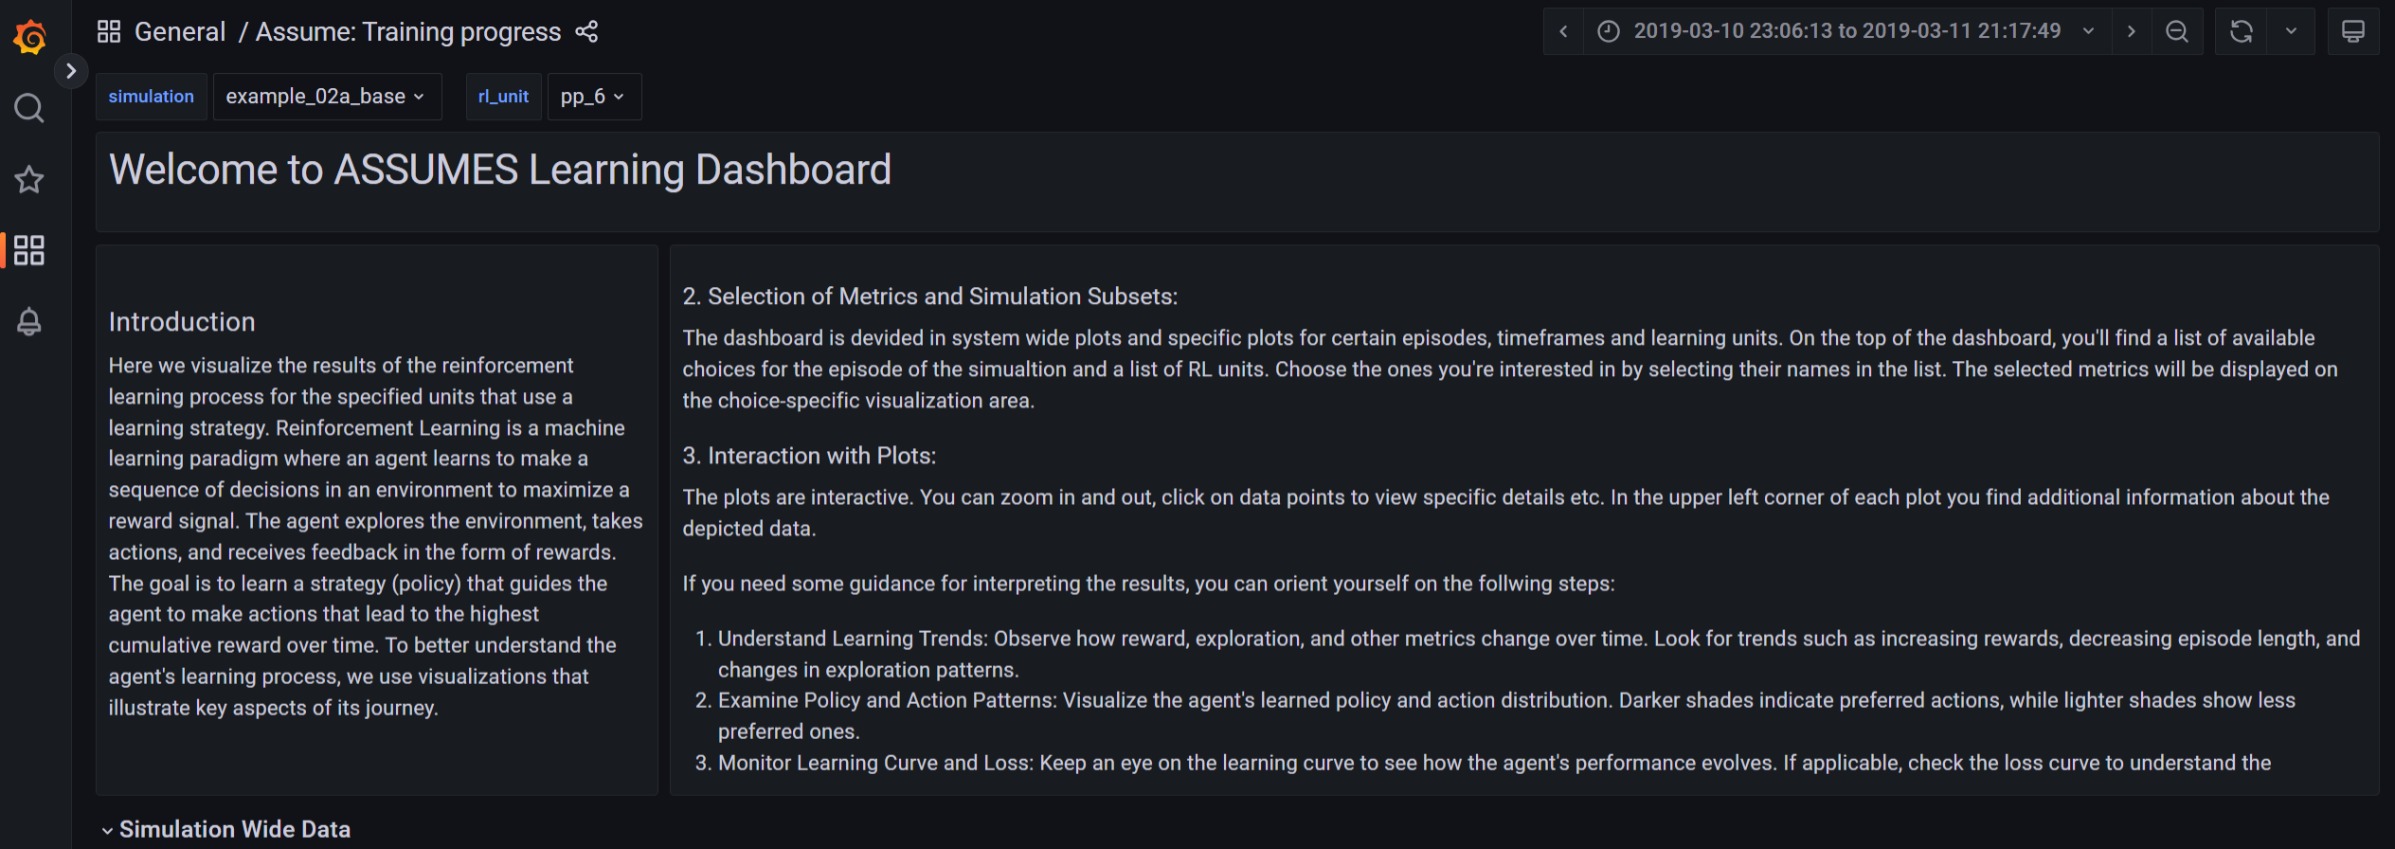 General / Assume: Training progress
2019-03-10 23:06:13 to 2019-03-11 21:17:49
simulation example_02a_base rl_unit pp_6
Welcome to ASSUMES Learning Dashboard
Introduction
Here we visualize the results of the reinforcement
learning process for the specified units that use a
learning strategy. Reinforcement Learning is a machine
learning paradigm where an agent learns to make a
sequence of decisions in an environment to maximize a
reward signal. The agent explores the environment, takes
actions, and receives feedback in the form of rewards.
The goal is to learn a strategy (policy) that guides the
agent to make actions that lead to the highest
cumulative reward over time. To better understand the
agent's learning process, we use visualizations that
illustrate key aspects of its journey.
2. Selection of Metrics and Simulation Subsets:
The dashboard is devided in system wide plots and specific plots for certain episodes, timeframes and learning units. On the top of the dashboard, you'll find a list of available
choices for the episode of the simualtion and a list of RL units. Choose the ones you're interested in by selecting their names in the list. The selected metrics will be displayed on
the choice-specific visualization area.
3. Interaction with Plots:
The plots are interactive. You can zoom in and out, click on data points to view specific details etc. In the upper left corner of each plot you find additional information about the
depicted data.
If you need some guidance for interpreting the results, you can orient yourself on the follwing steps:
1. Understand Learning Trends: Observe how reward, exploration, and other metrics change over time. Look for trends such as increasing rewards, decreasing episode length, and
changes in exploration patterns.
2. Examine Policy and Action Patterns: Visualize the agent's learned policy and action distribution. Darker shades indicate preferred actions, while lighter shades show less
preferred ones.
3. Monitor Learning Curve and Loss: Keep an eye on the learning curve to see how the agent's performance evolves. If applicable, check the loss curve to understand the
Simulation Wide Data